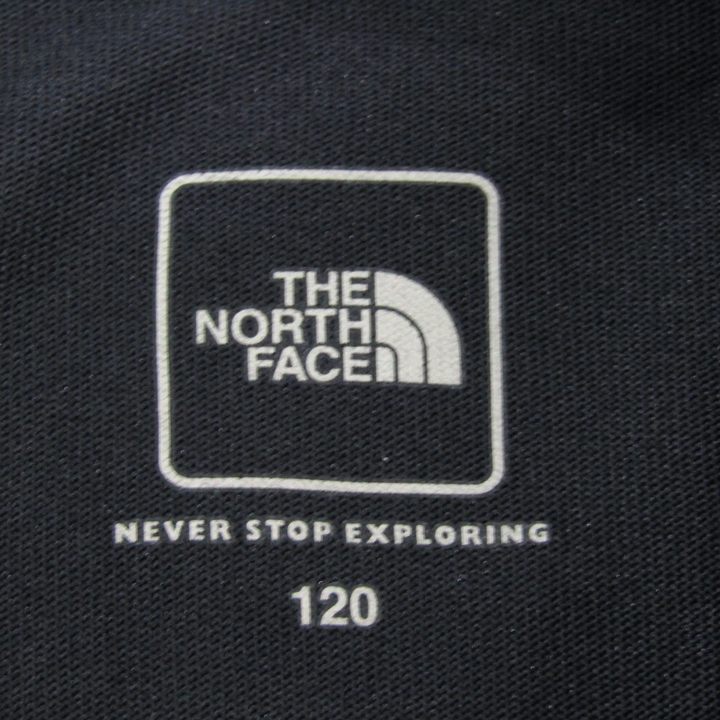 THE
NORTH
FACE
NEVER STOP EXPLORING
120